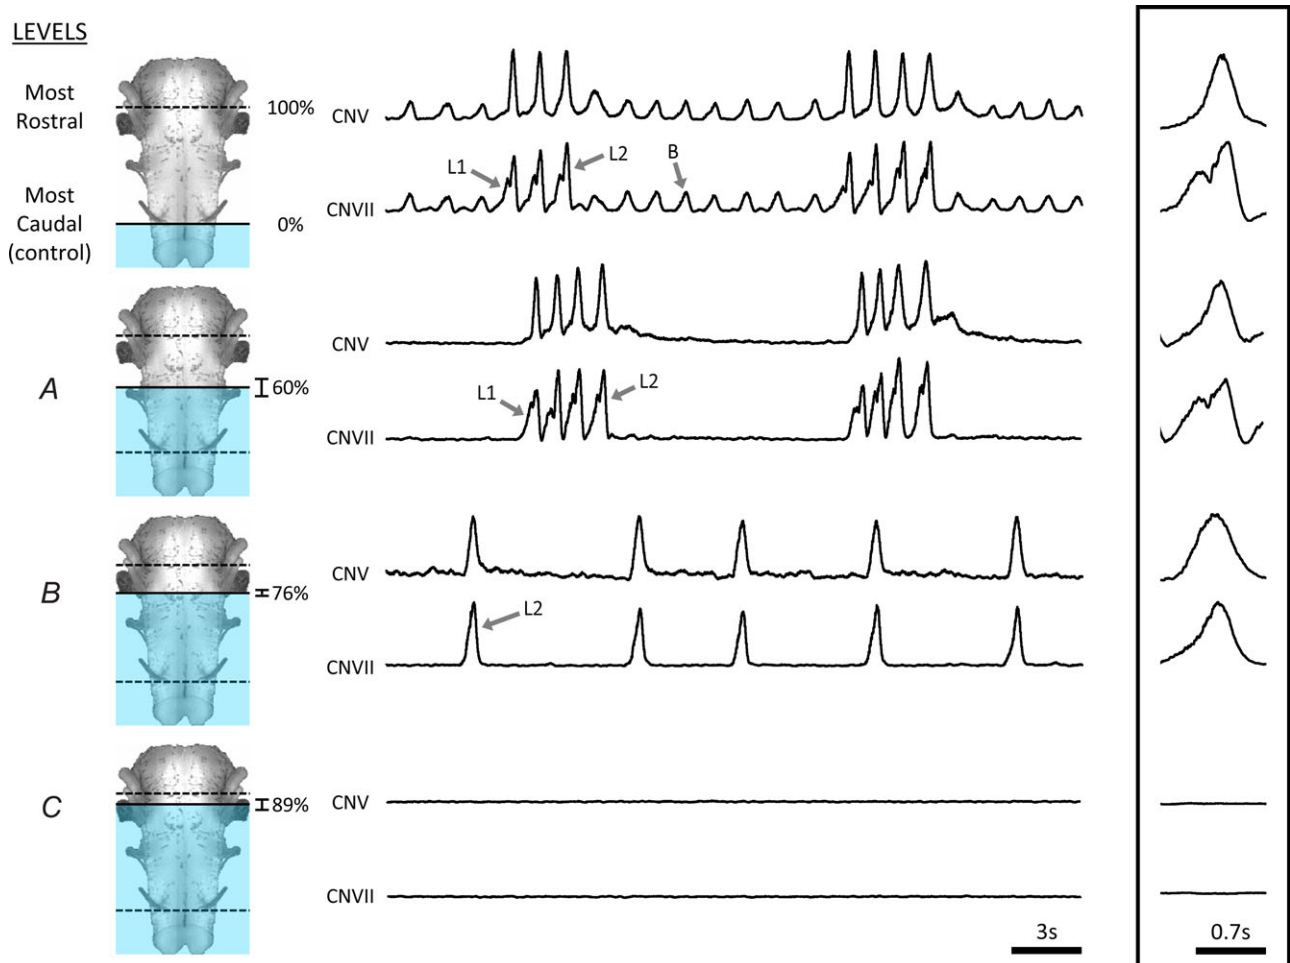 LEVELS
Most
Rostral
100%
CNV
L1
L2
B
CNVII
Most
Caudal
(control)
0%
A
60%
CNV
L1
L2
CNVII
B
76%
CNV
L2
CNVII
C
89%
CNV
CNVII
3s
0.7s